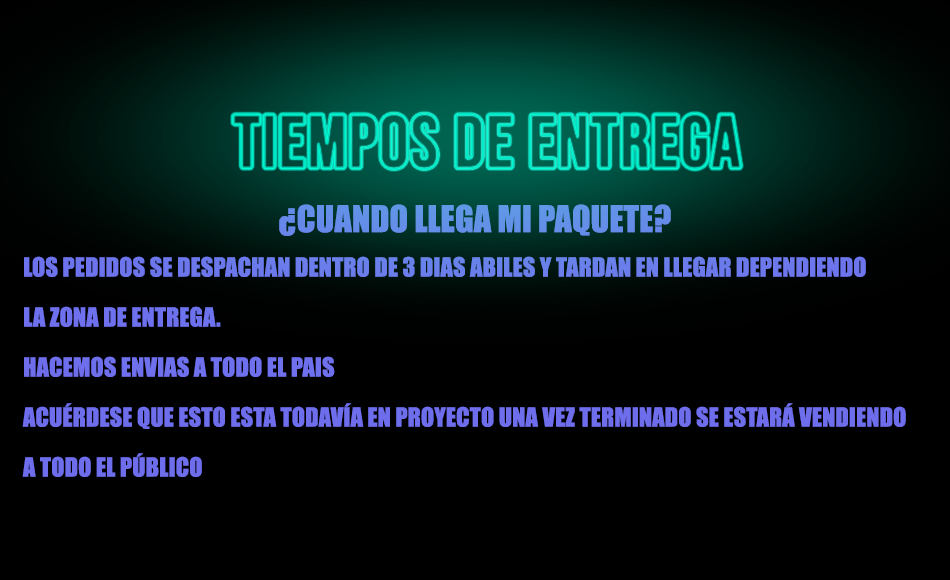 TIEMPOS DE ENTREGA
¿CUANDO LLEGA MI PAQUETE?
LOS PEDIDOS SE DESPACHAN DENTRO DE 3 DIAS ABILES Y TARDAN EN LLEGAR DEPENDIENDO
LA ZONA DE ENTREGA.
HACEMOS ENVIAS A TODO EL PAIS
ACUÉRDESE QUE ESTO ESTA TODAVÍA EN PROYECTO UNA VEZ TERMINADO SE ESTARÁ VENDIENDO
A TODO EL PÚBLICO